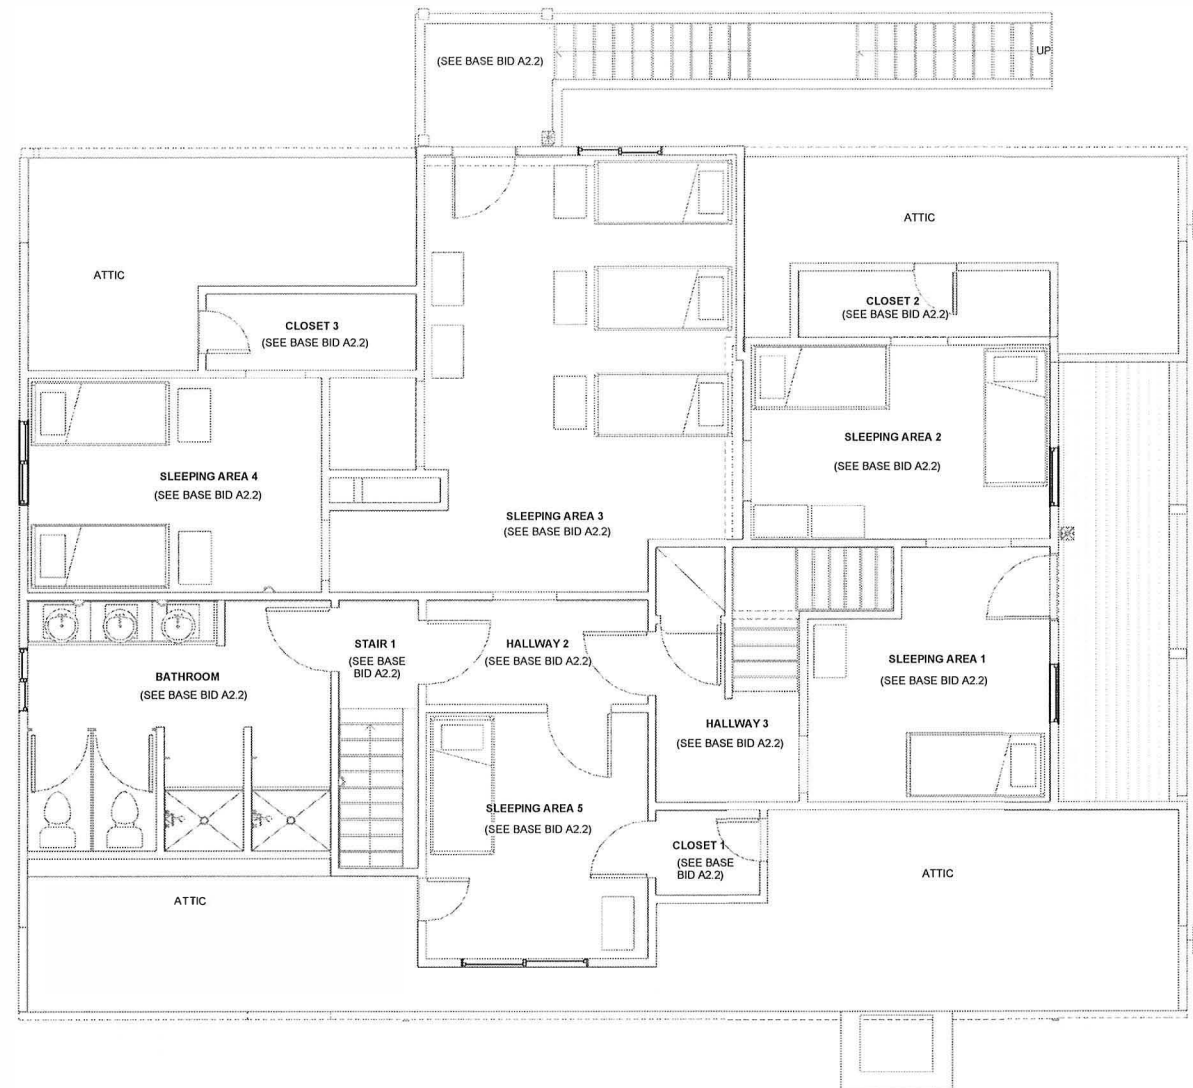 UP
(SEE BASE BID A2.2)
ATTIC
ATTIC
CLOSET 3
(SEE BASE BID A2.2)
CLOSET 2
(SEE BASE BID A2.2)
SLEEPING AREA 4
(SEE BASE BID A2.2)
SLEEPING AREA 2
(SEE BASE BID A2.2)
SLEEPING AREA 3
(SEE BASE BID A2.2)
BATHROOM
(SEE BASE BID A2.2)
STAIR 1
(SEE BASE
BID A2.2)
HALLWAY 2
(SEE BASE BID A2.2)
SLEEPING AREA 1
(SEE BASE BID A2.2)
HALLWAY 3
(SEE BASE BID A2.2)
SLEEPING AREA 5
(SEE BASE BID A2.2)
CLOSET 1
(SEE BASE
BID A2.2)
ATTIC
ATTIC